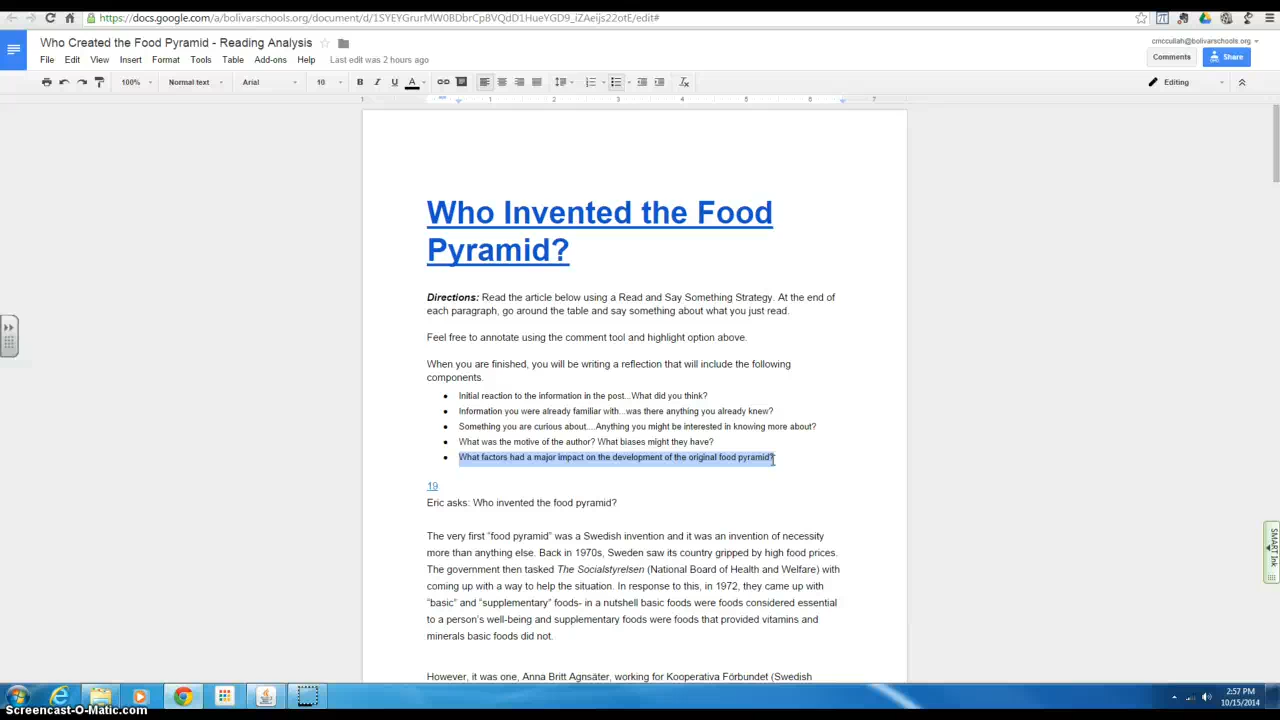 https://docs.google.com/a/bolivarschools.org/document/d/1SYEYGrurMW0BDbrCpBVQdD1HueYGD9_iZAeijs22otE/edit#
Who Created the Food Pyramid - Reading Analysis
cmccullah@bolivarschools.org
File Edit View Insert Format Tools Table Add-ons Help Last edit was 2 hours ago
Comments Share
100% Normal text Arial 10 B I U A Editing
1 1 2 3 4 5 6 7
Who Invented the Food
Pyramid?
Directions: Read the article below using a Read and Say Something Strategy. At the end of
each paragraph, go around the table and say something about what you just read.
Feel free to annotate using the comment tool and highlight option above.
When you are finished, you will be writing a reflection that will include the following
components.
● Initial reaction to the information in the post...What did you think?
● Information you were already familiar with...was there anything you already knew?
● Something you are curious about....Anything you might be interested in knowing more about?
● What was the motive of the author? What biases might they have?
● What factors had a major impact on the development of the original food pyramid?
19
Eric asks: Who invented the food pyramid?
The very first “food pyramid” was a Swedish invention and it was an invention of necessity
more than anything else. Back in 1970s, Sweden saw its country gripped by high food prices.
The government then tasked The Socialstyrelsen (National Board of Health and Welfare) with
coming up with a way to help the situation. In response to this, in 1972, they came up with
“basic” and “supplementary” foods- in a nutshell basic foods were foods considered essential
to a person’s well-being and supplementary foods were foods that provided vitamins and
minerals basic foods did not.
However, it was one, Anna Britt Agnsäter, working for Kooperativa Förbundet (Swedish
SMART Ink
2:57 PM
10/15/2014
Screencast-O-Matic.com